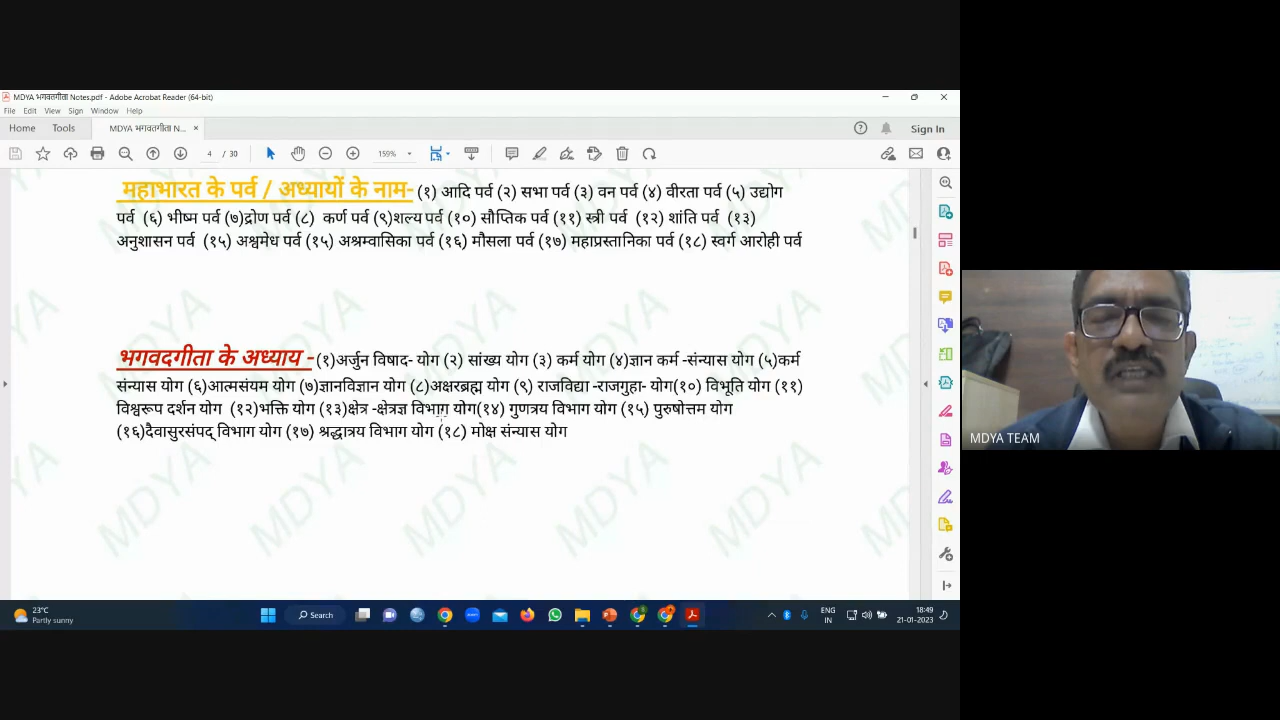 MDYA भगवतगीता Notes.pdf - Adobe Acrobat Reader (64-bit)
File Edit View Sign Window Help
Home Tools MDYA भगवतगीता N... × Sign In
4 / 30 159%
महाभारत के पर्व / अध्यायों के नाम- (१) आदि पर्व (२) सभा पर्व (३) वन पर्व (४) वीरता पर्व (५) उद्योग
पर्व (६) भीष्म पर्व (७)द्रोण पर्व (८) कर्ण पर्व (९)शल्य पर्व (१०) सौप्तिक पर्व (११) स्त्री पर्व (१२) शांति पर्व (१३)
अनुशासन पर्व (१५) अश्वमेध पर्व (१५) अश्रम्वासिका पर्व (१६) मौसला पर्व (१७) महाप्रस्तानिका पर्व (१८) स्वर्ग आरोही पर्व
भगवदगीता के अध्याय - (१)अर्जुन विषाद- योग (२) सांख्य योग (३) कर्म योग (४)ज्ञान कर्म -संन्यास योग (५)कर्म
संन्यास योग (६)आत्मसंयम योग (७)ज्ञानविज्ञान योग (८)अक्षरब्रह्म योग (९) राजविद्या -राजगुहा- योग(१०) विभूति योग (११)
विश्वरूप दर्शन योग (१२)भक्ति योग (१३)क्षेत्र -क्षेत्रज्ञ विभाग योग(१४) गुणत्रय विभाग योग (१५) पुरुषोत्तम योग
(१६)दैवासुरसंपद् विभाग योग (१७) श्रद्धात्रय विभाग योग (१८) मोक्ष संन्यास योग
MDYA MDYA MDYA MDYA MDYA
MDYA TEAM
23°C
Partly sunny
Search
ENG
IN
18:49
21-01-2023